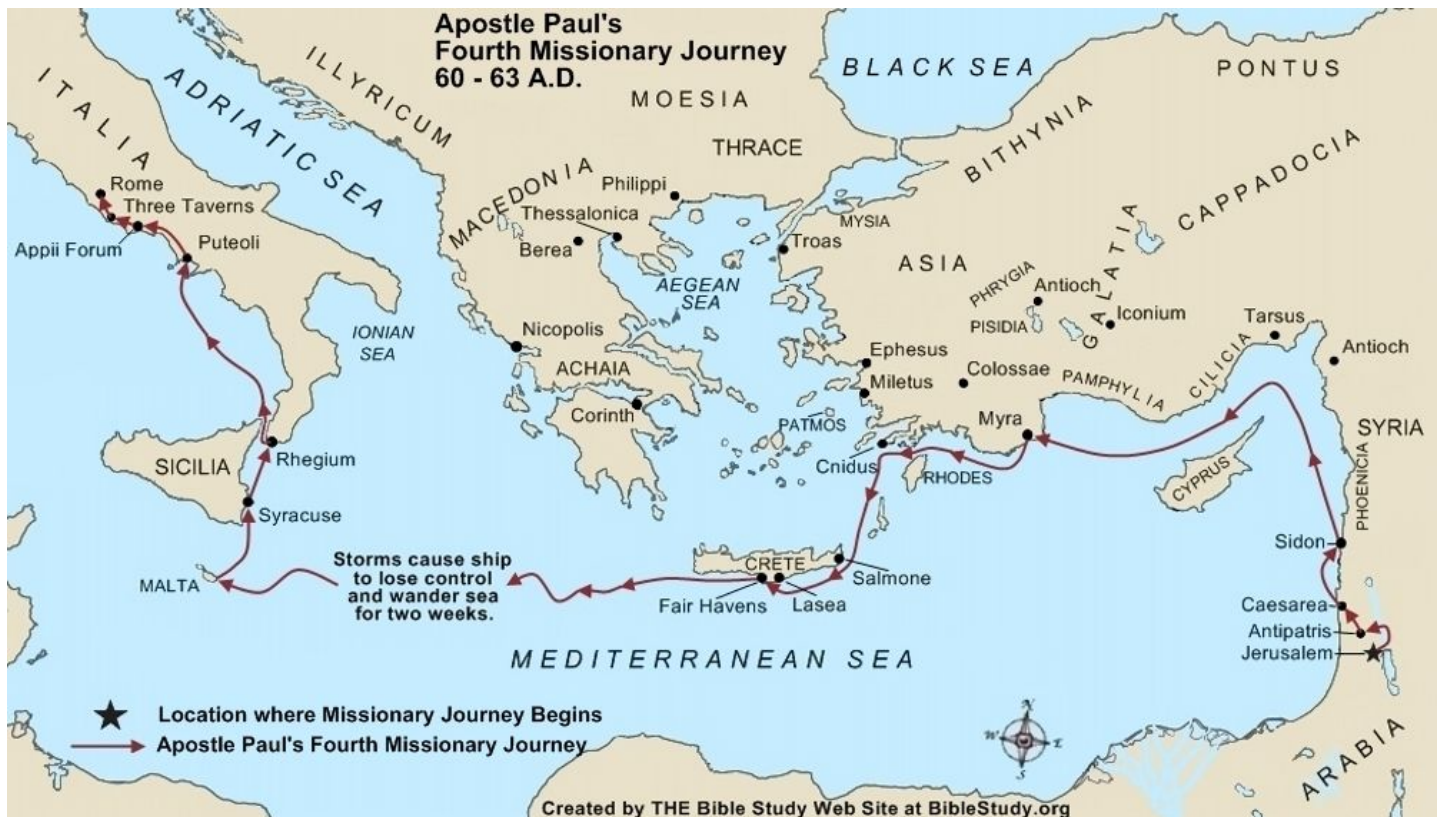 Apostle Paul's
Fourth Missionary Journey
60 - 63 A.D.
BLACK SEA
PONTUS
ITALIA
ADRIATIC SEA
ILLYRICUM
MOESIA
THRACE
BITHYNIA
CAPPADOCIA
MACEDONIA
Philippi
Thessalonica
Berea
MYSIA
Troas
Rome
Three Taverns
Appii Forum
Puteoli
AEGEAN
SEA
ASIA
PHRYGIA
Antioch
PISIDIA
GALATIA
Iconium
Tarsus
Antioch
IONIAN
SEA
Nicopolis
ACHAIA
Corinth
Ephesus
Miletus
Colossae
PAMPHYLIA
CILICIA
PATMOS
Myra
SYRIA
Cnidus
RHODES
CYPRUS
PHOENICIA
SICILIA
Rhegium
Syracuse
MALTA
Storms cause ship
to lose control
and wander sea
for two weeks.
CRETE
Salmone
Fair Havens
Lasea
Sidon
Caesarea
Antipatris
Jerusalem
MEDITERRANEAN SEA
ARABIA
Location where Missionary Journey Begins
Apostle Paul's Fourth Missionary Journey
N
W
E
S
Created by THE Bible Study Web Site at BibleStudy.org